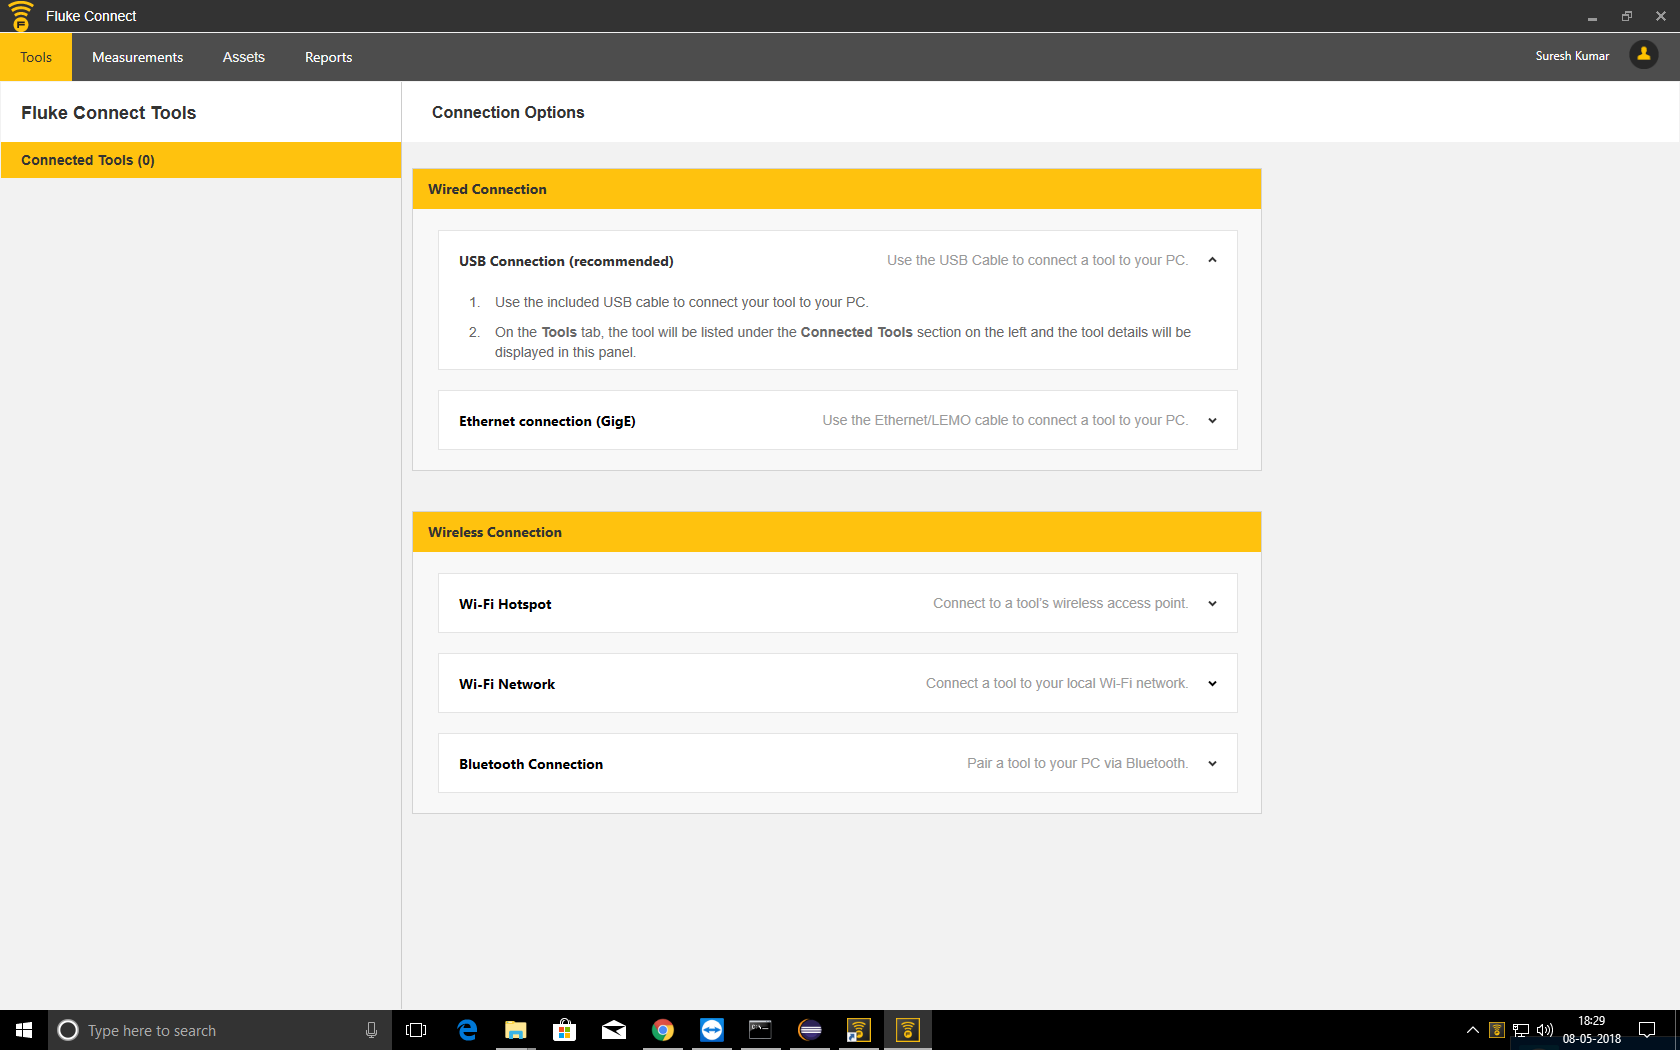 Fluke Connect
Tools
Measurements
Assets
Reports
Suresh Kumar
Fluke Connect Tools
Connection Options
Connected Tools (0)
Wired Connection
USB Connection (recommended)
Use the USB Cable to connect a tool to your PC.
1. Use the included USB cable to connect your tool to your PC.
2. On the Tools tab, the tool will be listed under the Connected Tools section on the left and the tool details will be
displayed in this panel.
Ethernet connection (GigE)
Use the Ethernet/LEMO cable to connect a tool to your PC.
Wireless Connection
Wi-Fi Hotspot
Connect to a tool's wireless access point.
Wi-Fi Network
Connect a tool to your local Wi-Fi network.
Bluetooth Connection
Pair a tool to your PC via Bluetooth.
Type here to search
18:29
08-05-2018